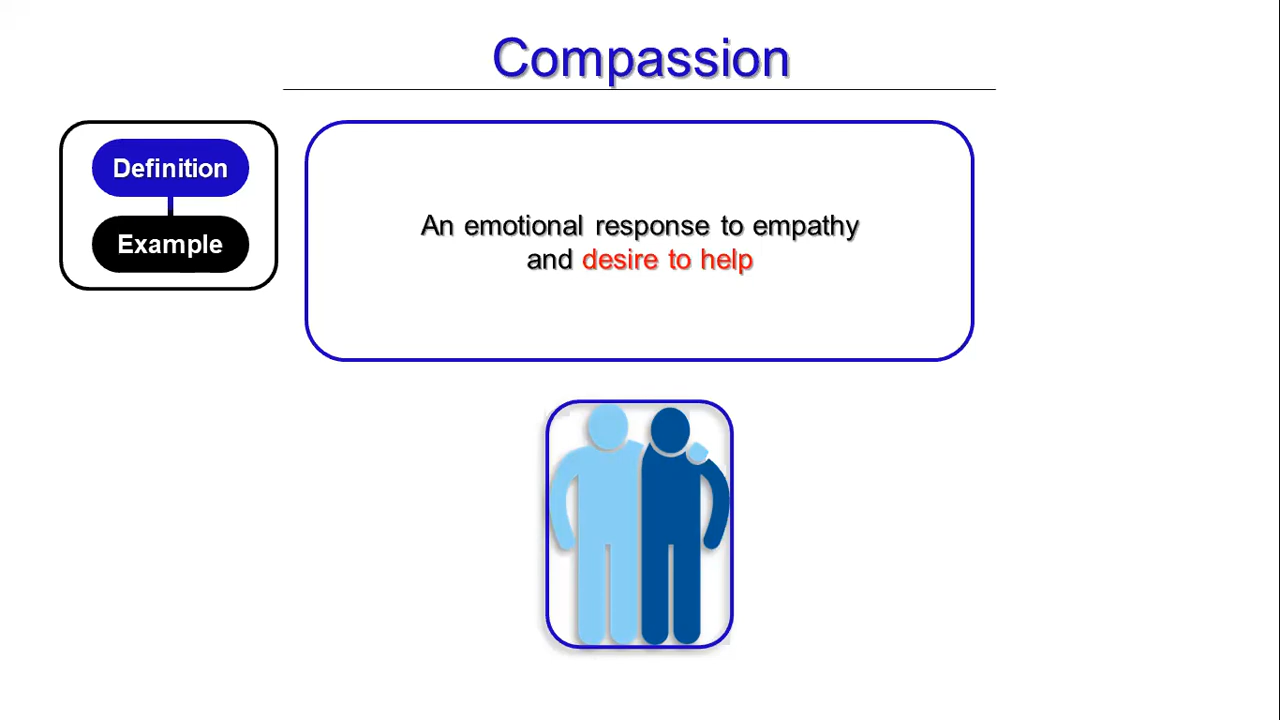 Compassion
Definition
Example
An emotional response to empathy
and desire to help